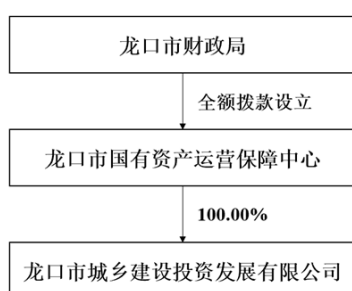 龙口市财政局
全额拨款设立
龙口市国有资产运营保障中心
100.00%
龙口市城乡建设投资发展有限公司